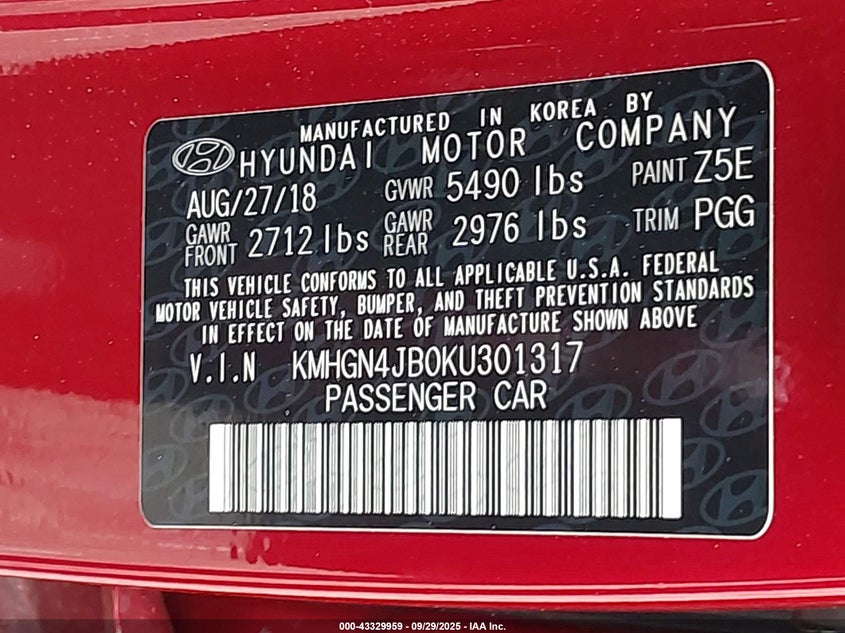 MANUFACTURED IN KOREA BY
HYUNDAI MOTOR COMPANY
AUG/27/18 GVWR 5490 lbs PAINT Z5E
GAWR FRONT 2712 lbs GAWR REAR 2976 lbs TRIM PGG
THIS VEHICLE CONFORMS TO ALL APPLICABLE U.S.A. FEDERAL
MOTOR VEHICLE SAFETY, BUMPER, AND THEFT PREVENTION STANDARDS
IN EFFECT ON THE DATE OF MANUFACTURE SHOWN ABOVE
V.I.N KMHGN4JB0KU301317
PASSENGER CAR
000-43329959 - 09/29/2025 - IAA Inc.